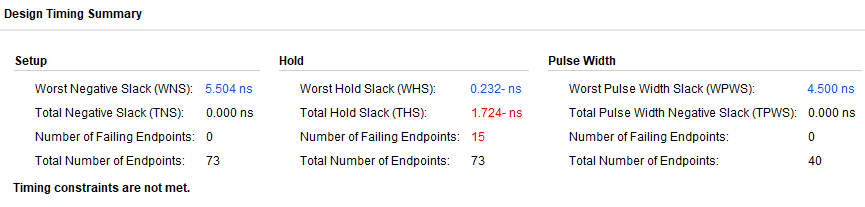 Design Timing Summary
Setup
Worst Negative Slack (WNS): 5.504 ns
Total Negative Slack (TNS): 0.000 ns
Number of Failing Endpoints: 0
Total Number of Endpoints: 73
Hold
Worst Hold Slack (WHS): 0.232- ns
Total Hold Slack (THS): 1.724- ns
Number of Failing Endpoints: 15
Total Number of Endpoints: 73
Pulse Width
Worst Pulse Width Slack (WPWS): 4.500 ns
Total Pulse Width Negative Slack (TPWS): 0.000 ns
Number of Failing Endpoints: 0
Total Number of Endpoints: 40
Timing constraints are not met.